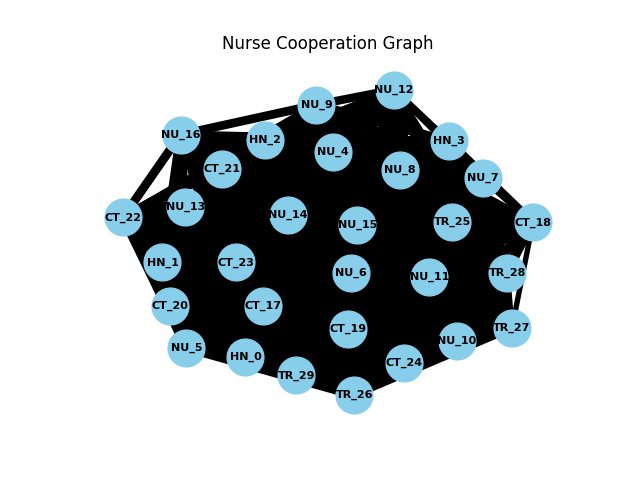 Nurse Cooperation Graph
NU_12
NU_9
NU_16
HN_2
HN_3
NU_4
CT_21
NU_8
NU_7
NU_13
CT_22
NU_14
NU_15
TR_25
CT_18
HN_1
CT_23
NU_6
NU_11
TR_28
CT_20
CT_17
CT_19
TR_27
NU_5
NU_10
HN_0
CT_24
TR_29
TR_26